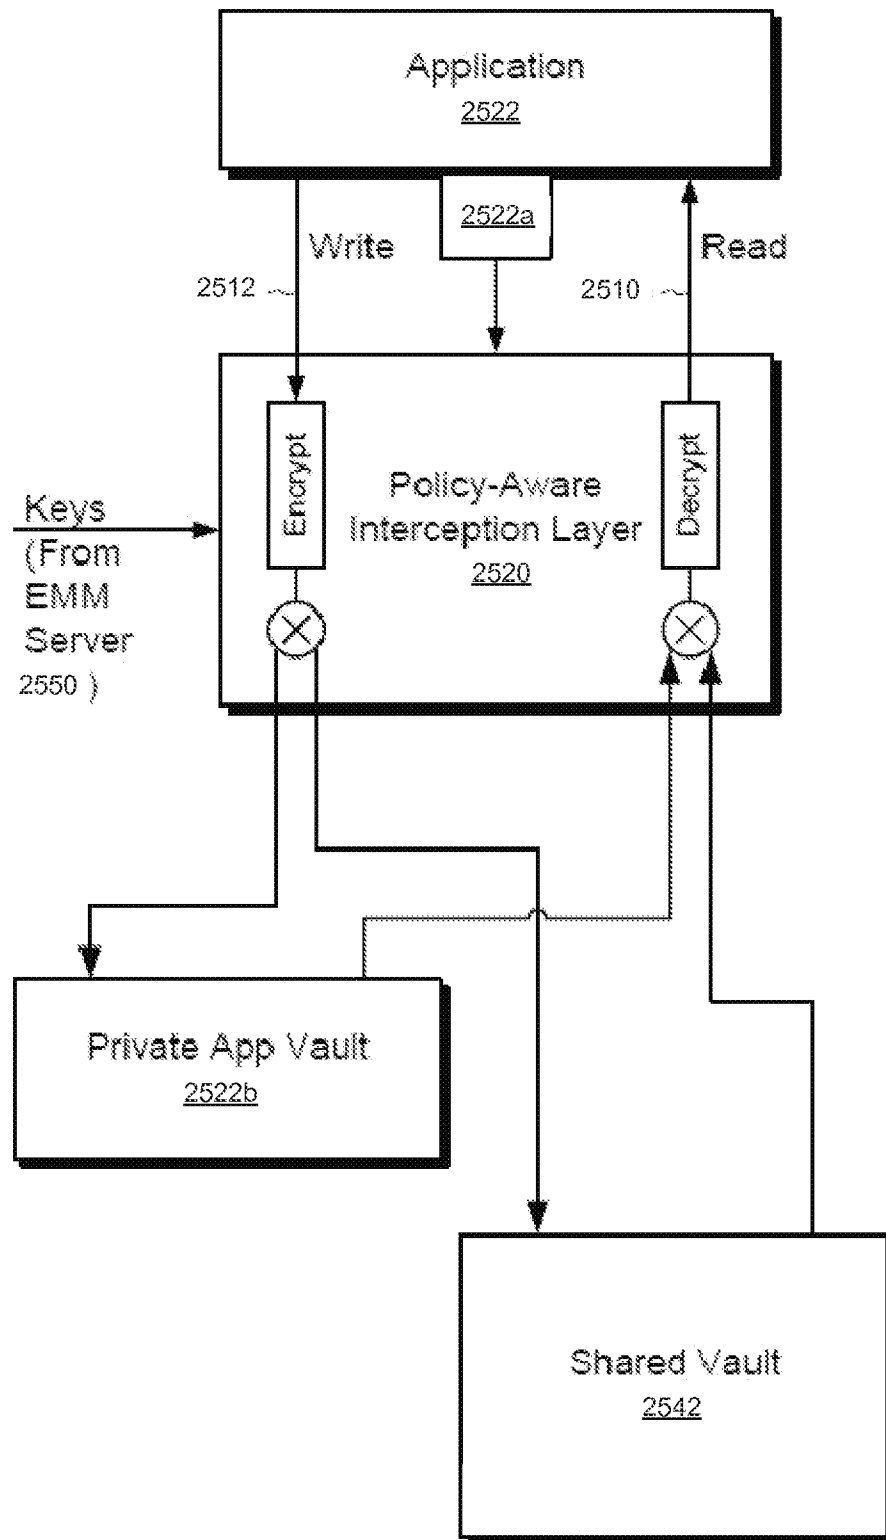 Application
2522
2522a
Write
Read
2512
2510
Encrypt
Decrypt
Policy-Aware
Interception Layer
2520
Keys
(From
EMM
Server
2550 )
Private App Vault
2522b
Shared Vault
2542